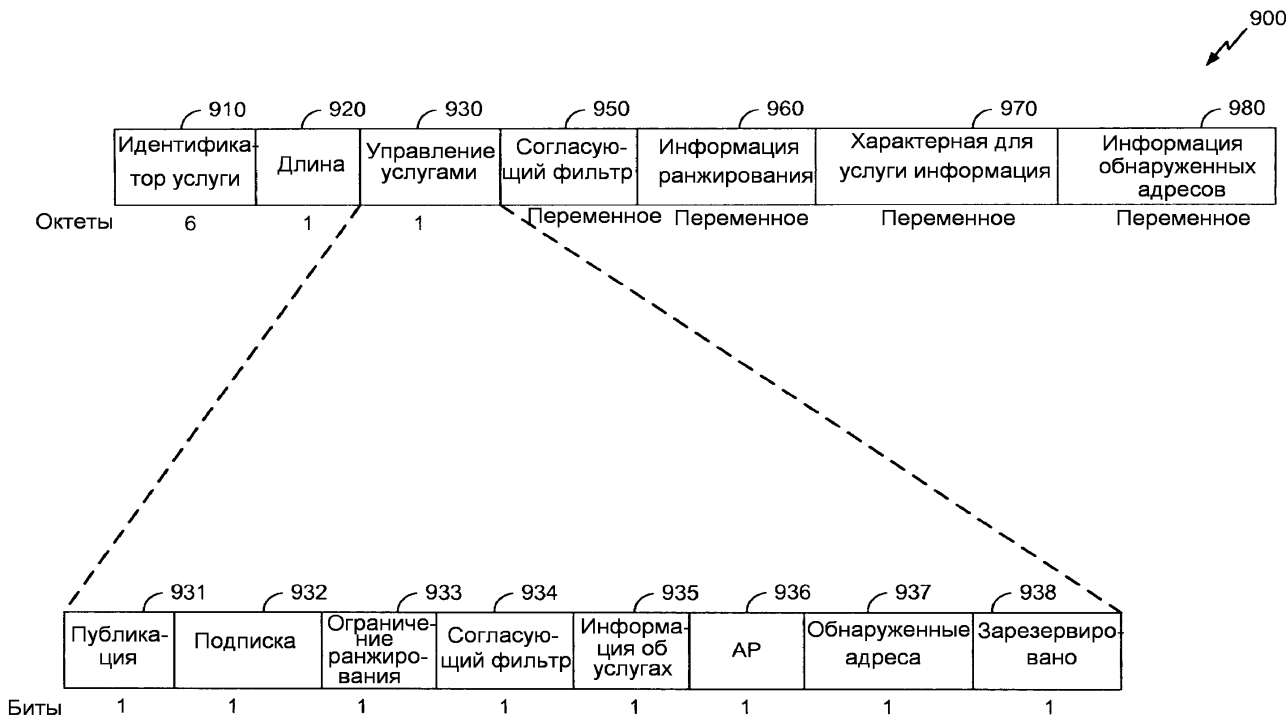 900
910 920 930 950 960 970 980
Идентифика-
тор услуги
Длина
Управление
услугами
Согласую-
щий фильтр
Информация
ранжирования
Характерная для
услуги информация
Информация
обнаруженных
адресов
Октеты 6 1 1 Переменное Переменное Переменное Переменное
931 932 933 934 935 936 937 938
Публика-
ция
Подписка
Ограниче-
ние
ранжиро-
вания
Согласую-
щий фильтр
Информа-
ция об
услугах
АР
Обнаруженные
адреса
Зарезервиро-
вано
Биты 1 1 1 1 1 1 1 1